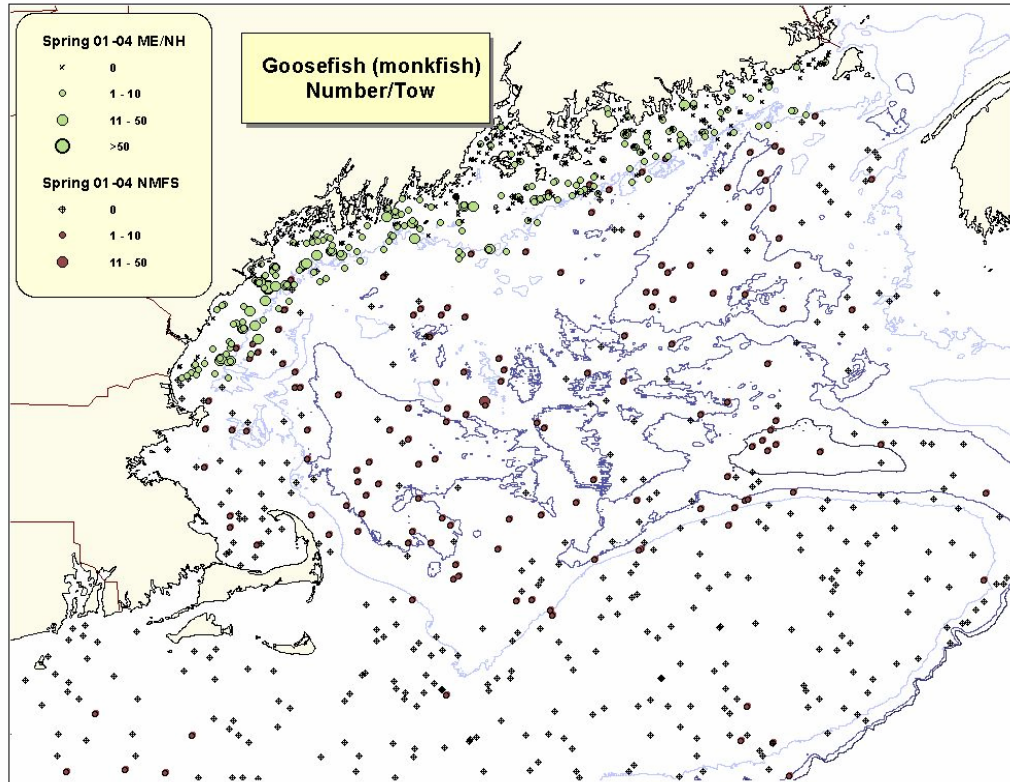 Spring 01-04 ME/NH
0
1 - 10
11 - 50
>50
Spring 01-04 NMFS
0
1 - 10
11 - 50
Goosefish (monkfish)
Number/Tow